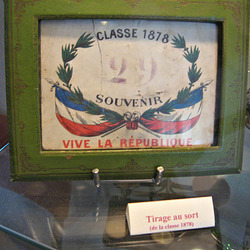 CLASSE 1878
29
SOUVENIR
VIVE LA RÉPUBLIQUE
Tirage au sort
(de la classe 1878)